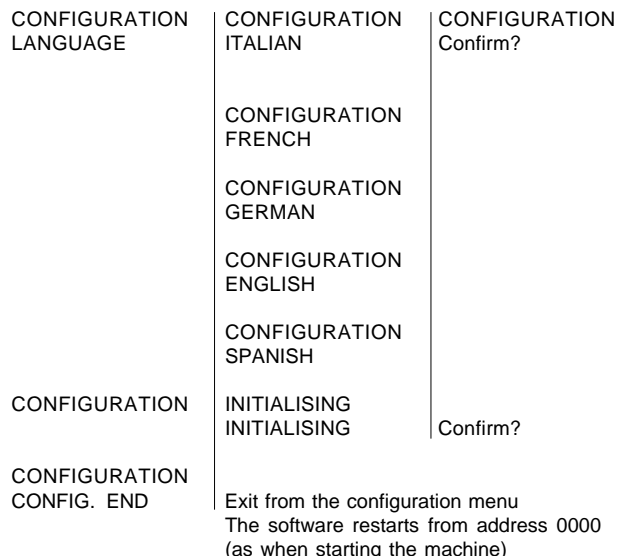 CONFIGURATION CONFIGURATION CONFIGURATION
LANGUAGE ITALIAN Confirm?
CONFIGURATION
FRENCH
CONFIGURATION
GERMAN
CONFIGURATION
ENGLISH
CONFIGURATION
SPANISH
CONFIGURATION INITIALISING
INITIALISING Confirm?
CONFIGURATION
CONFIG. END Exit from the configuration menu
The software restarts from address 0000
(as when starting the machine)